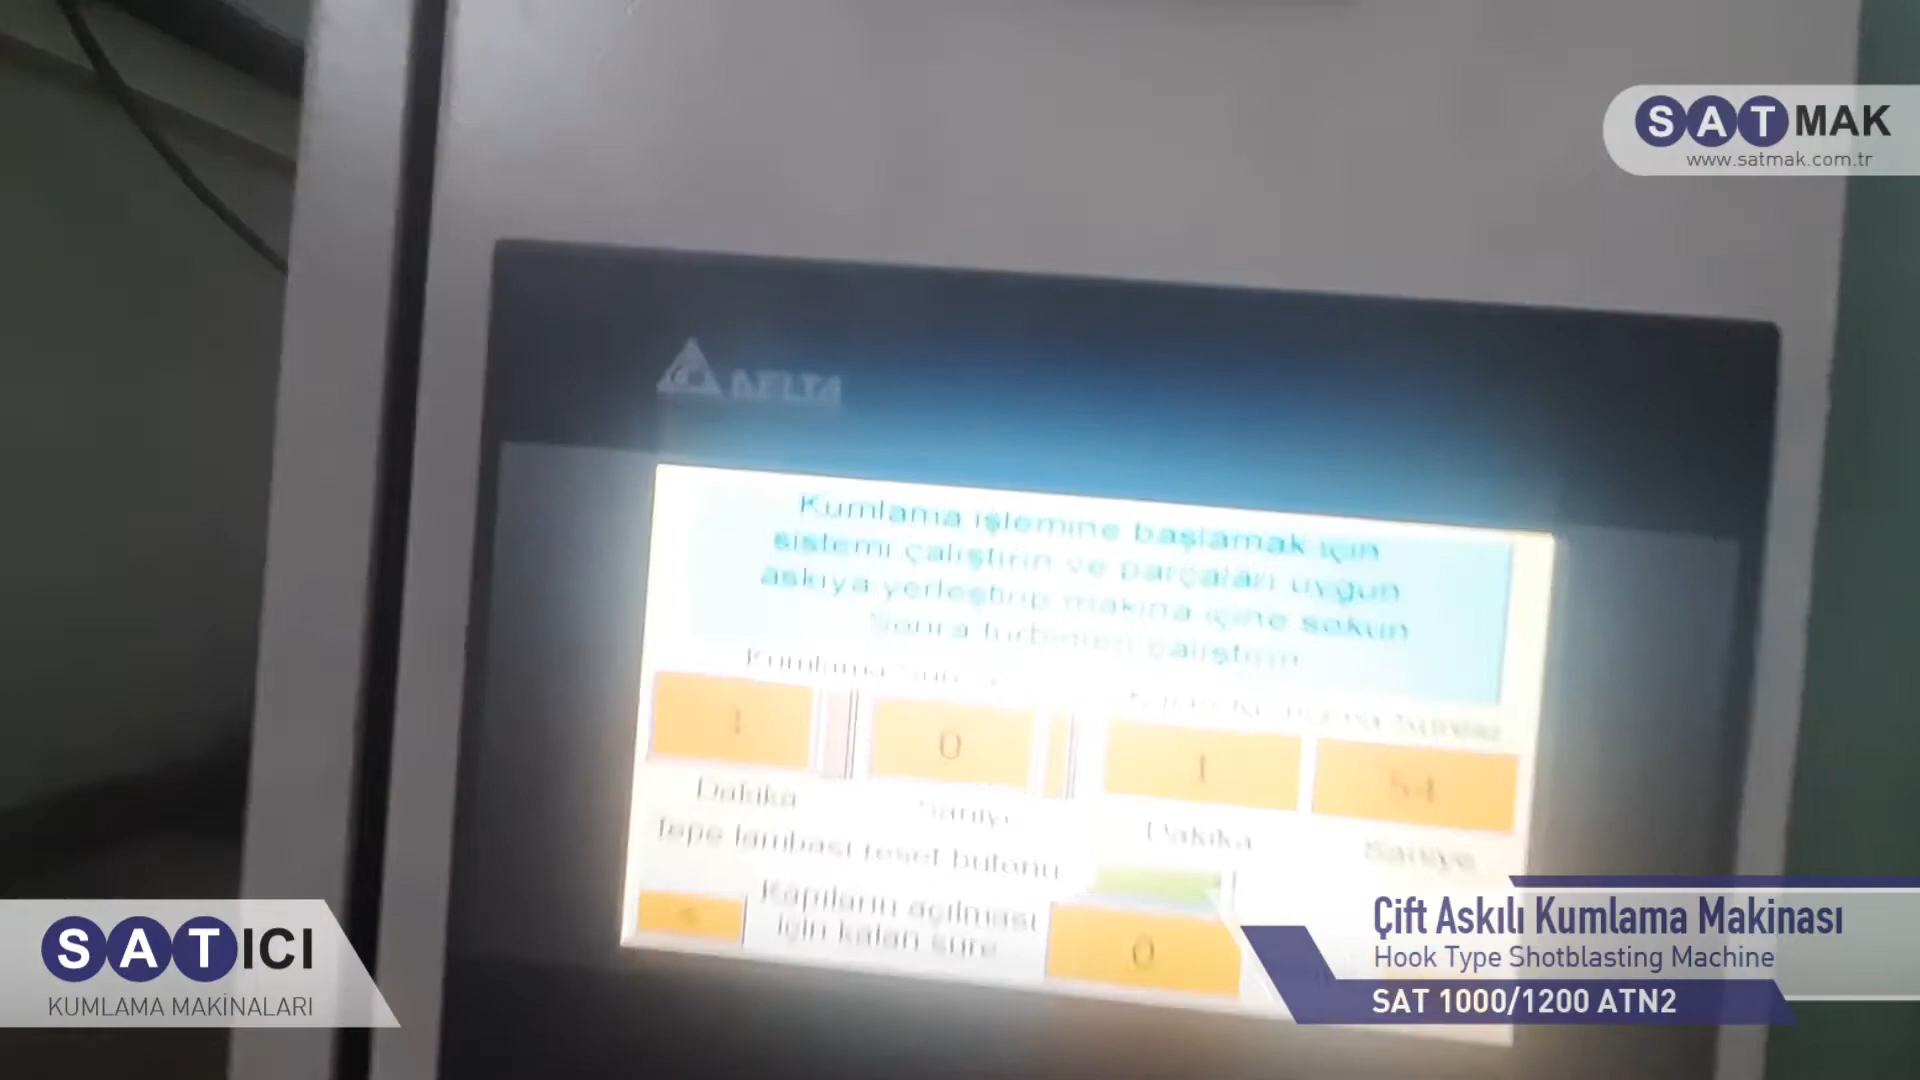 SATMAK
www.satmak.com.tr
DELTA
Kumlama işlemine başlamak için
sistemi çalıştırın ve parçaları uygun
askıya yerleştirip makina içine sokun
Sonra türbinleri çalıştırın
Kumlama
1
0
1
54
Dakika
Saniye
Dakika
Saniye
Tepe lambası reset butonu
Kapıların açılması
için kalan süre
0
Çift Askılı Kumlama Makinası
Hook Type Shotblasting Machine
SAT 1000/1200 ATN2
SATICI
KUMLAMA MAKİNALARI